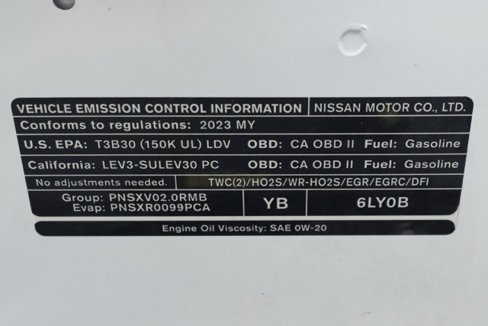 VEHICLE EMISSION CONTROL INFORMATION NISSAN MOTOR CO., LTD.
Conforms to regulations: 2023 MY
U.S. EPA: T3B30 (150K UL) LDV OBD: CA OBD II Fuel: Gasoline
California: LEV3-SULEV30 PC OBD: CA OBD II Fuel: Gasoline
No adjustments needed. TWC(2)/HO2S/WR-HO2S/EGR/EGRC/DFI
Group: PNSXV02.0RMB
Evap: PNSXR0099PCA
YB
6LY0B
Engine Oil Viscosity: SAE 0W-20